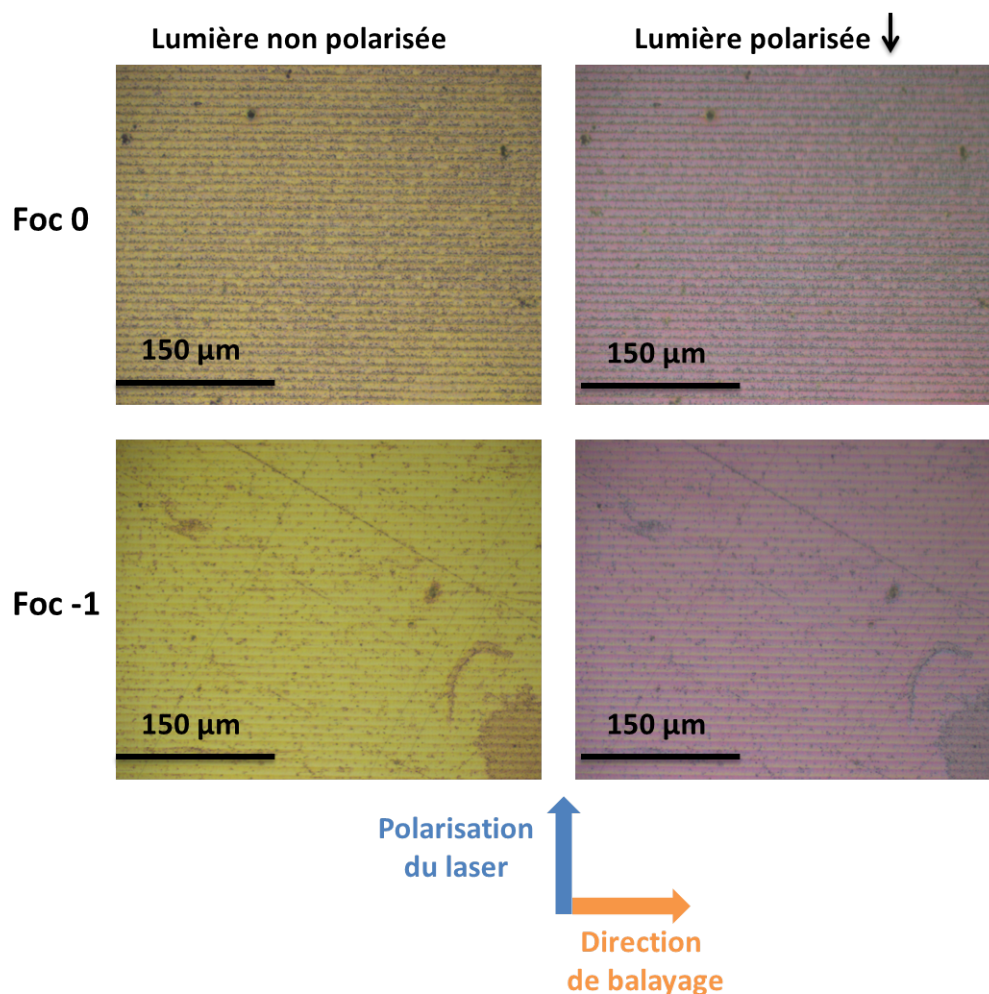 Lumière non polarisée
Lumière polarisée
Foc 0
150 μm
150 μm
Foc -1
150 μm
150 μm
Polarisation
du laser
Direction
de balayage